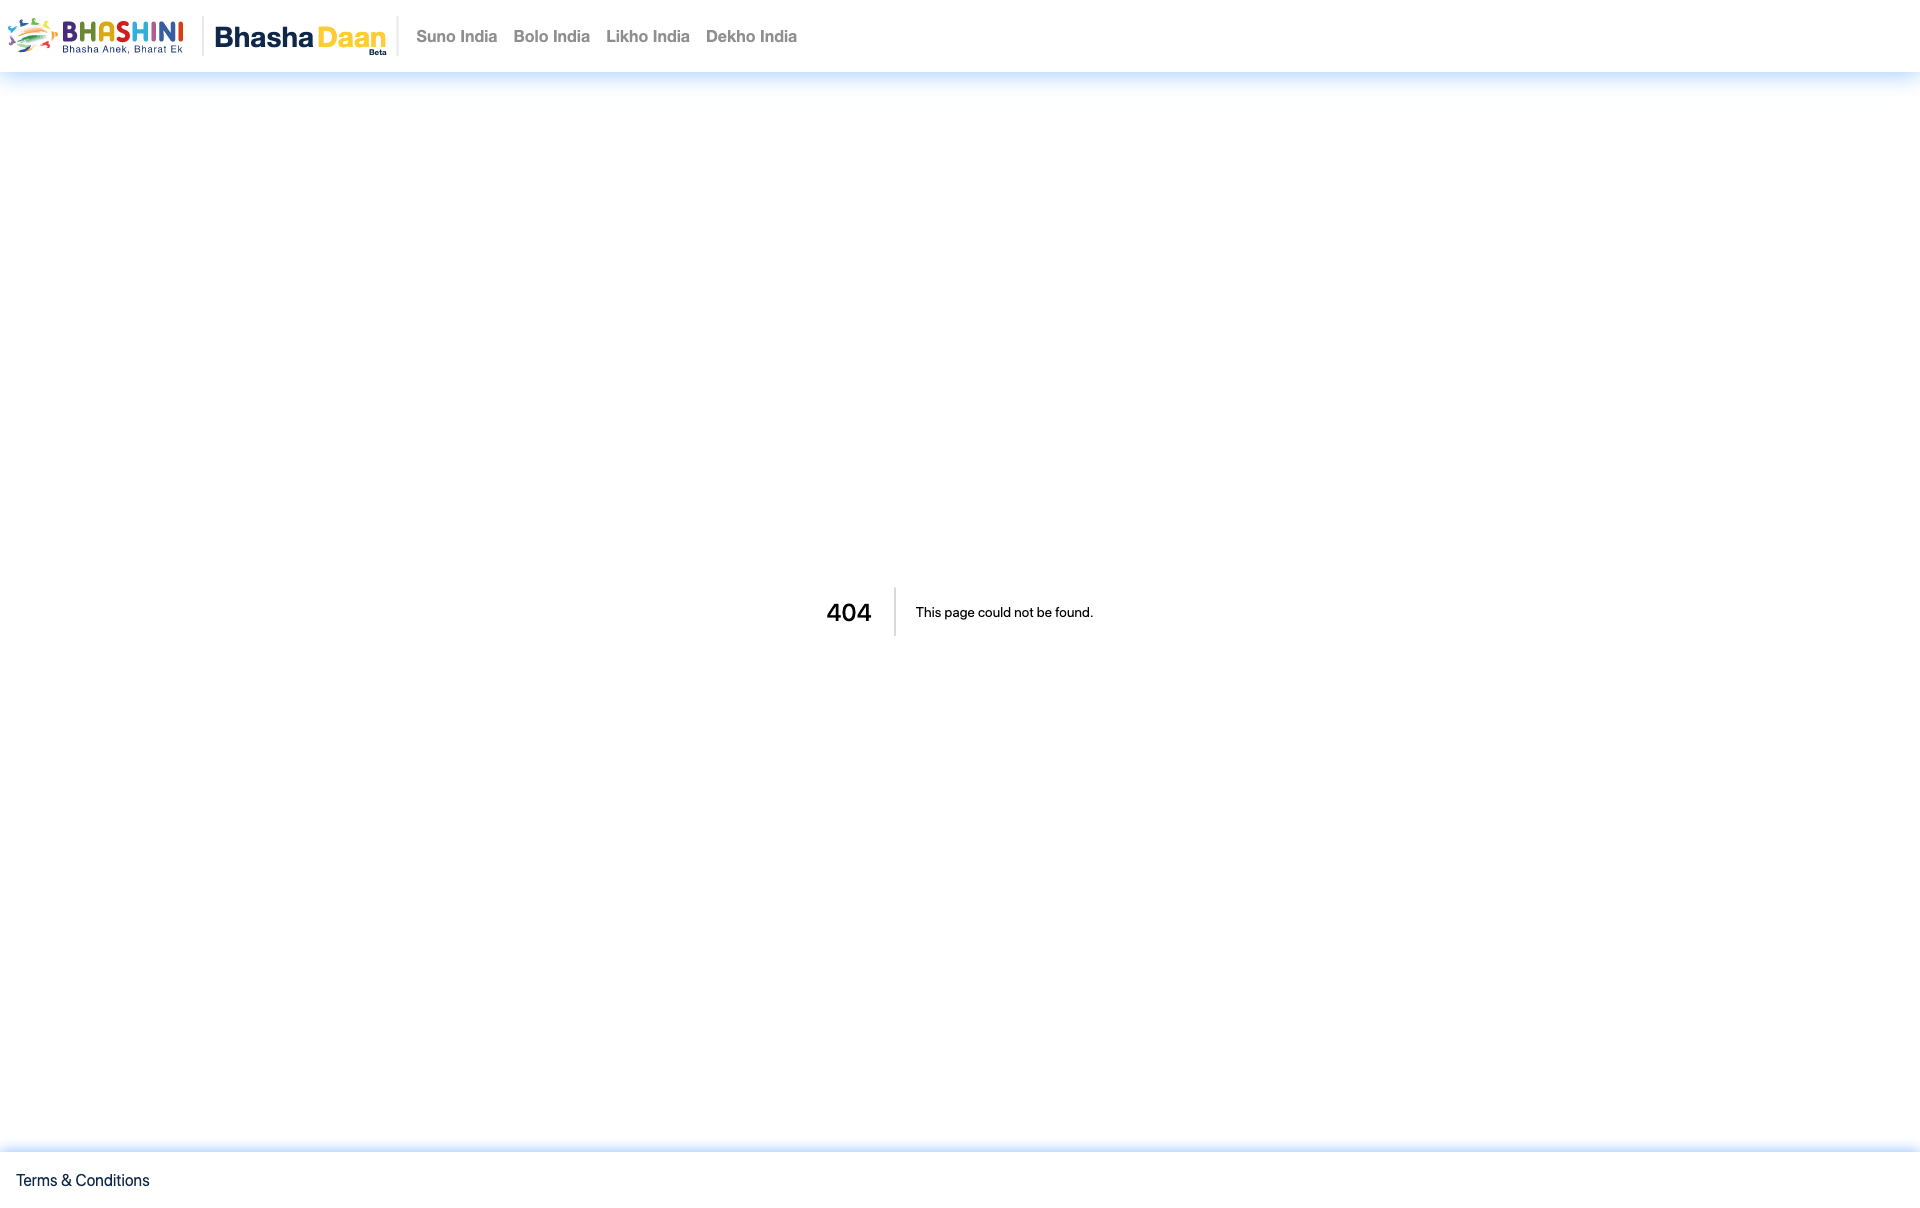 BHASHINI
Bhasha Anek, Bharat Ek
Bhasha Daan
Beta
Suno India Bolo India Likho India Dekho India
404
This page could not be found.
Terms & Conditions